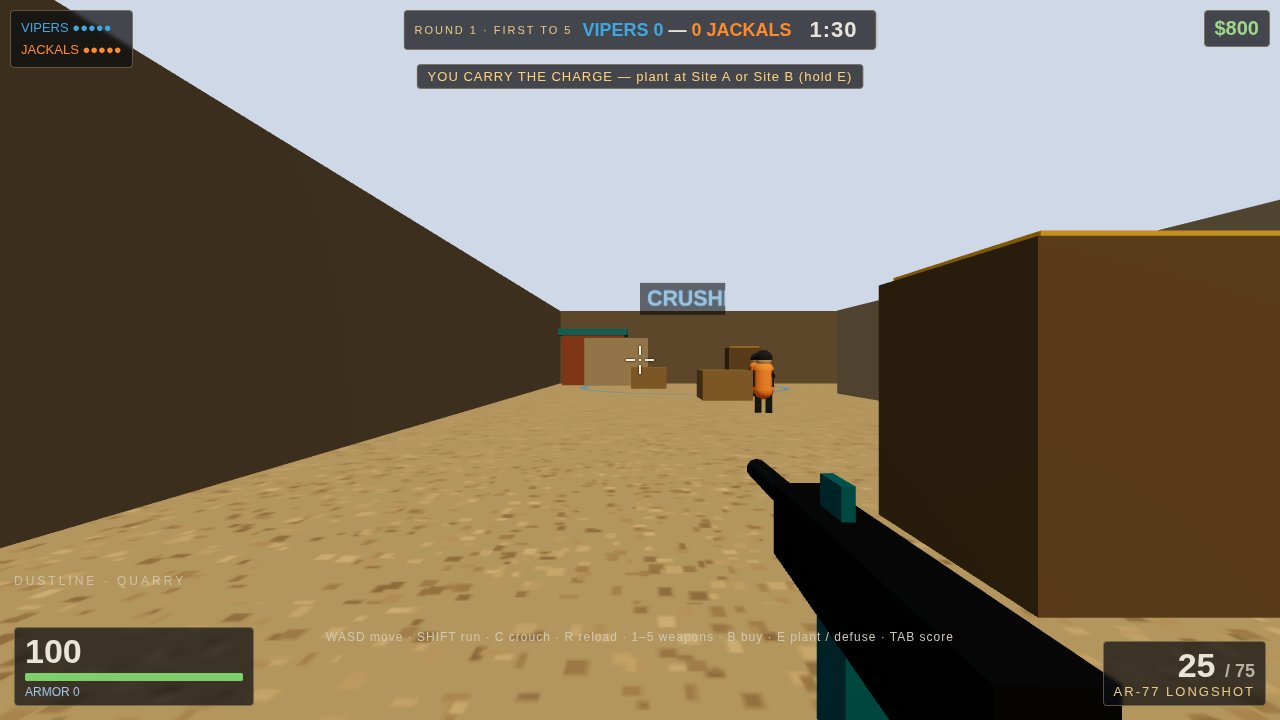 VIPERS ●●●●●
JACKALS ●●●●●
ROUND 1 · FIRST TO 5 VIPERS 0 — 0 JACKALS 1:30
$800
YOU CARRY THE CHARGE — plant at Site A or Site B (hold E)
CRUSH
DUSTLINE · QUARRY
WASD move · SHIFT run · C crouch · R reload · 1–5 weapons · B buy · E plant / defuse · TAB score
100
ARMOR 0
25 / 75
AR-77 LONGSHOT